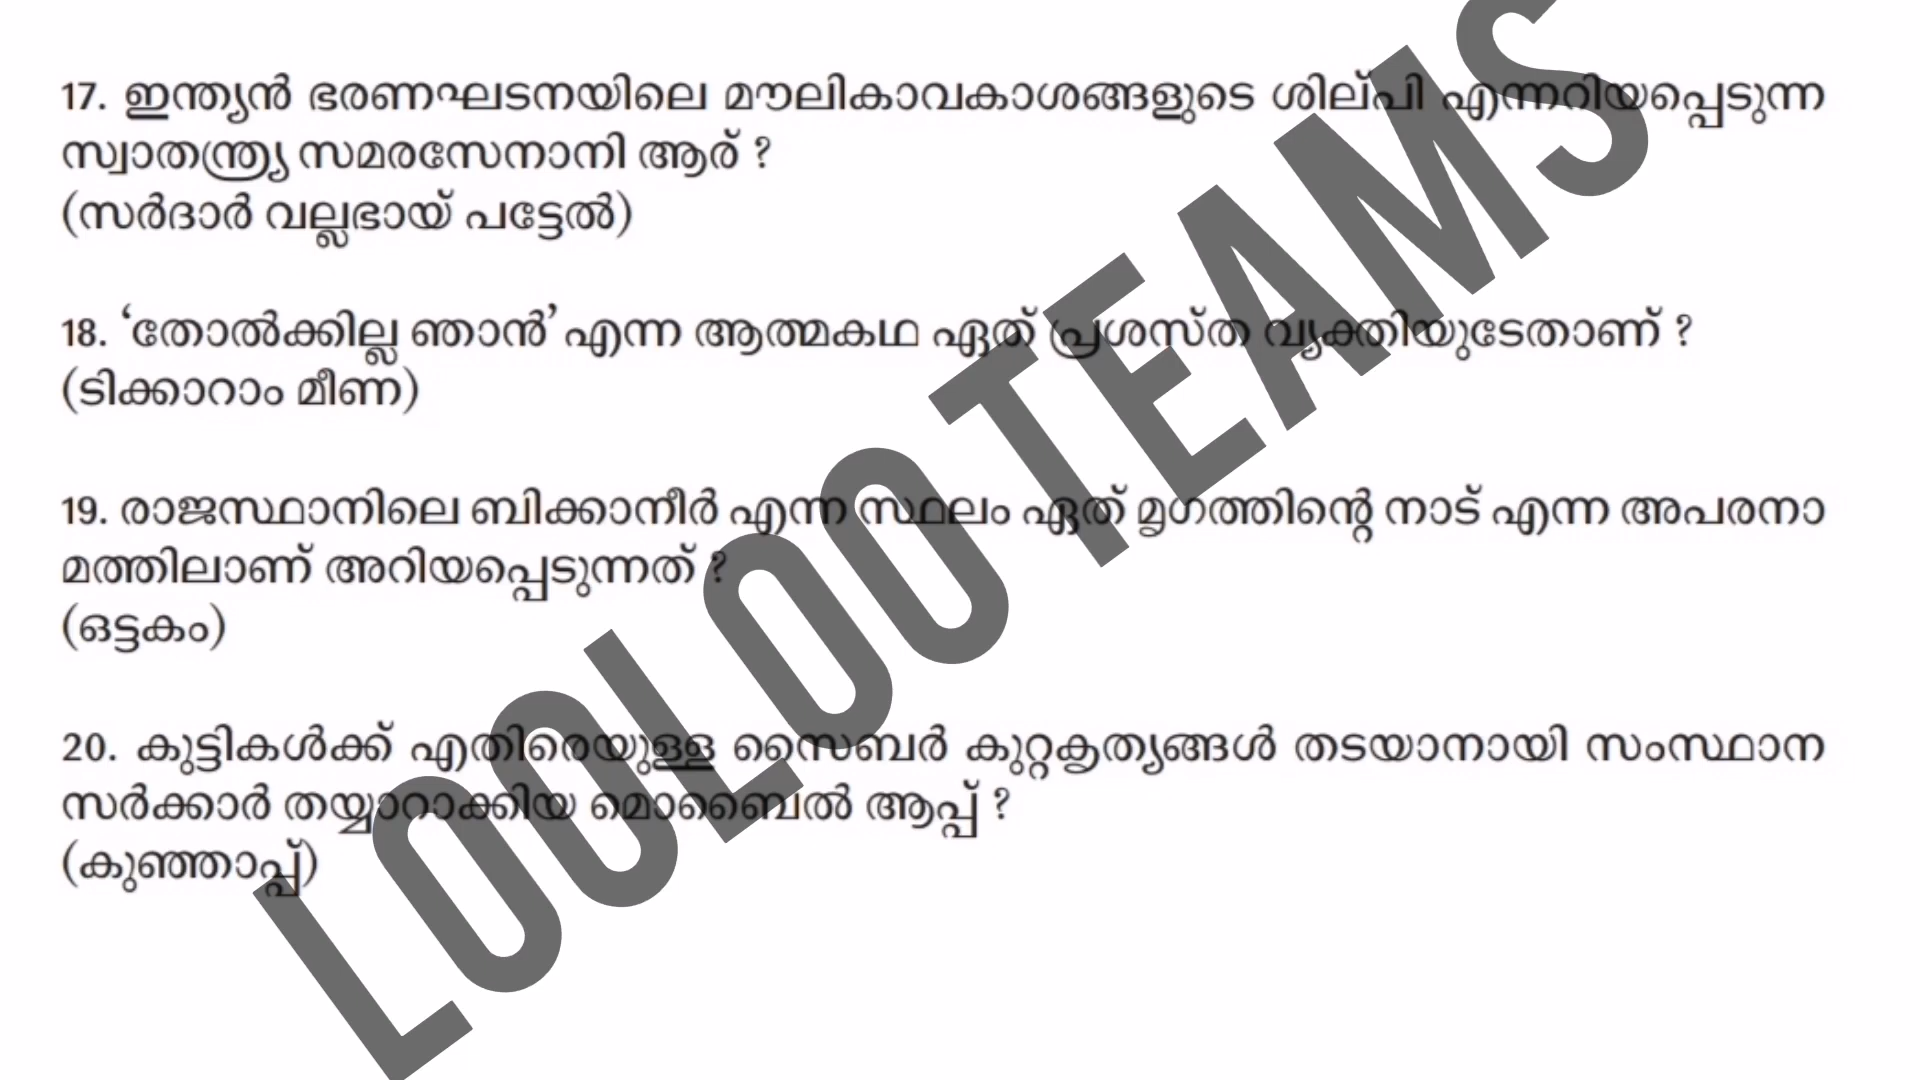 17. ഇന്ത്യൻ ഭരണഘടനയിലെ മൗലികാവകാശങ്ങളുടെ ശില്പി എന്നറിയപ്പെടുന്ന
സ്വാതന്ത്ര്യ സമരസേനാനി ആര് ?
(സർദാർ വല്ലഭായ് പട്ടേൽ)
18. ‘തോൽക്കില്ല ഞാൻ’ എന്ന ആത്മകഥ ഏത് പ്രശസ്ത വ്യക്തിയുടേതാണ് ?
(ടിക്കാറാം മീണ)
19. രാജസ്ഥാനിലെ ബിക്കാനീർ എന്ന സ്ഥലം ഏത് മൃഗത്തിന്റെ നാട് എന്ന അപരനാ
മത്തിലാണ് അറിയപ്പെടുന്നത് ?
(ഒട്ടകം)
20. കുട്ടികൾക്ക് എതിരെയുള്ള സൈബർ കുറ്റകൃത്യങ്ങൾ തടയാനായി സംസ്ഥാന
സർക്കാർ തയ്യാറാക്കിയ മൊബൈൽ ആപ്പ് ?
(കുഞ്ഞാപ്പ്)
LOOLOO TEAMS